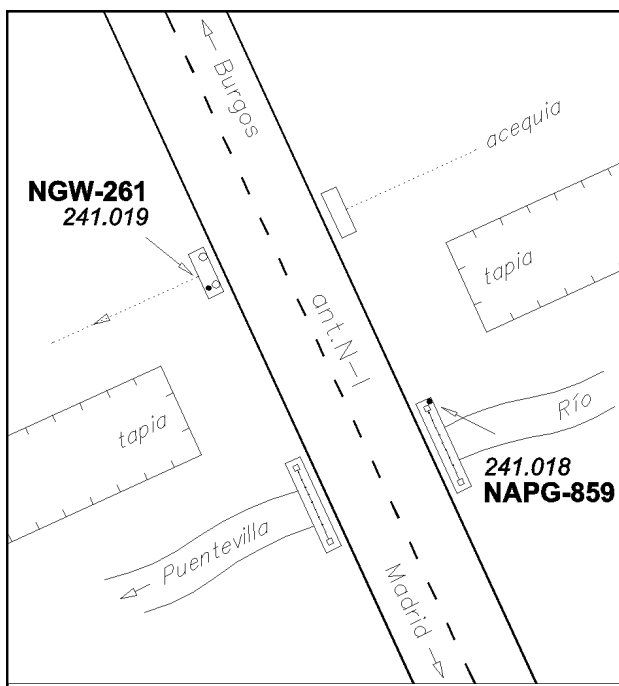 Burgos
acequia
NGW-261
241.019
tapia
ant.N-I
tapia
Río
241.018
NAPG-859
Puentevilla
Madrid